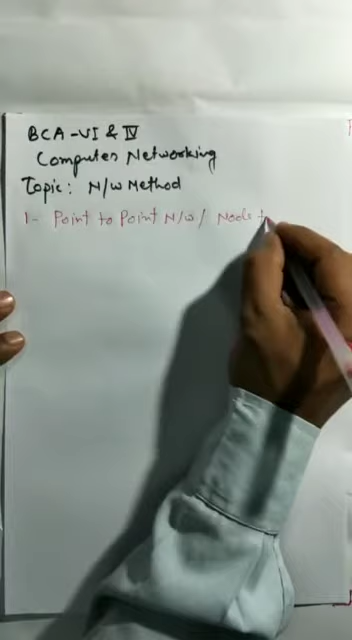 BCA-VI & IV
Computer Networking
Topic: N/w Method
1- Point to Point N/w/ Node t